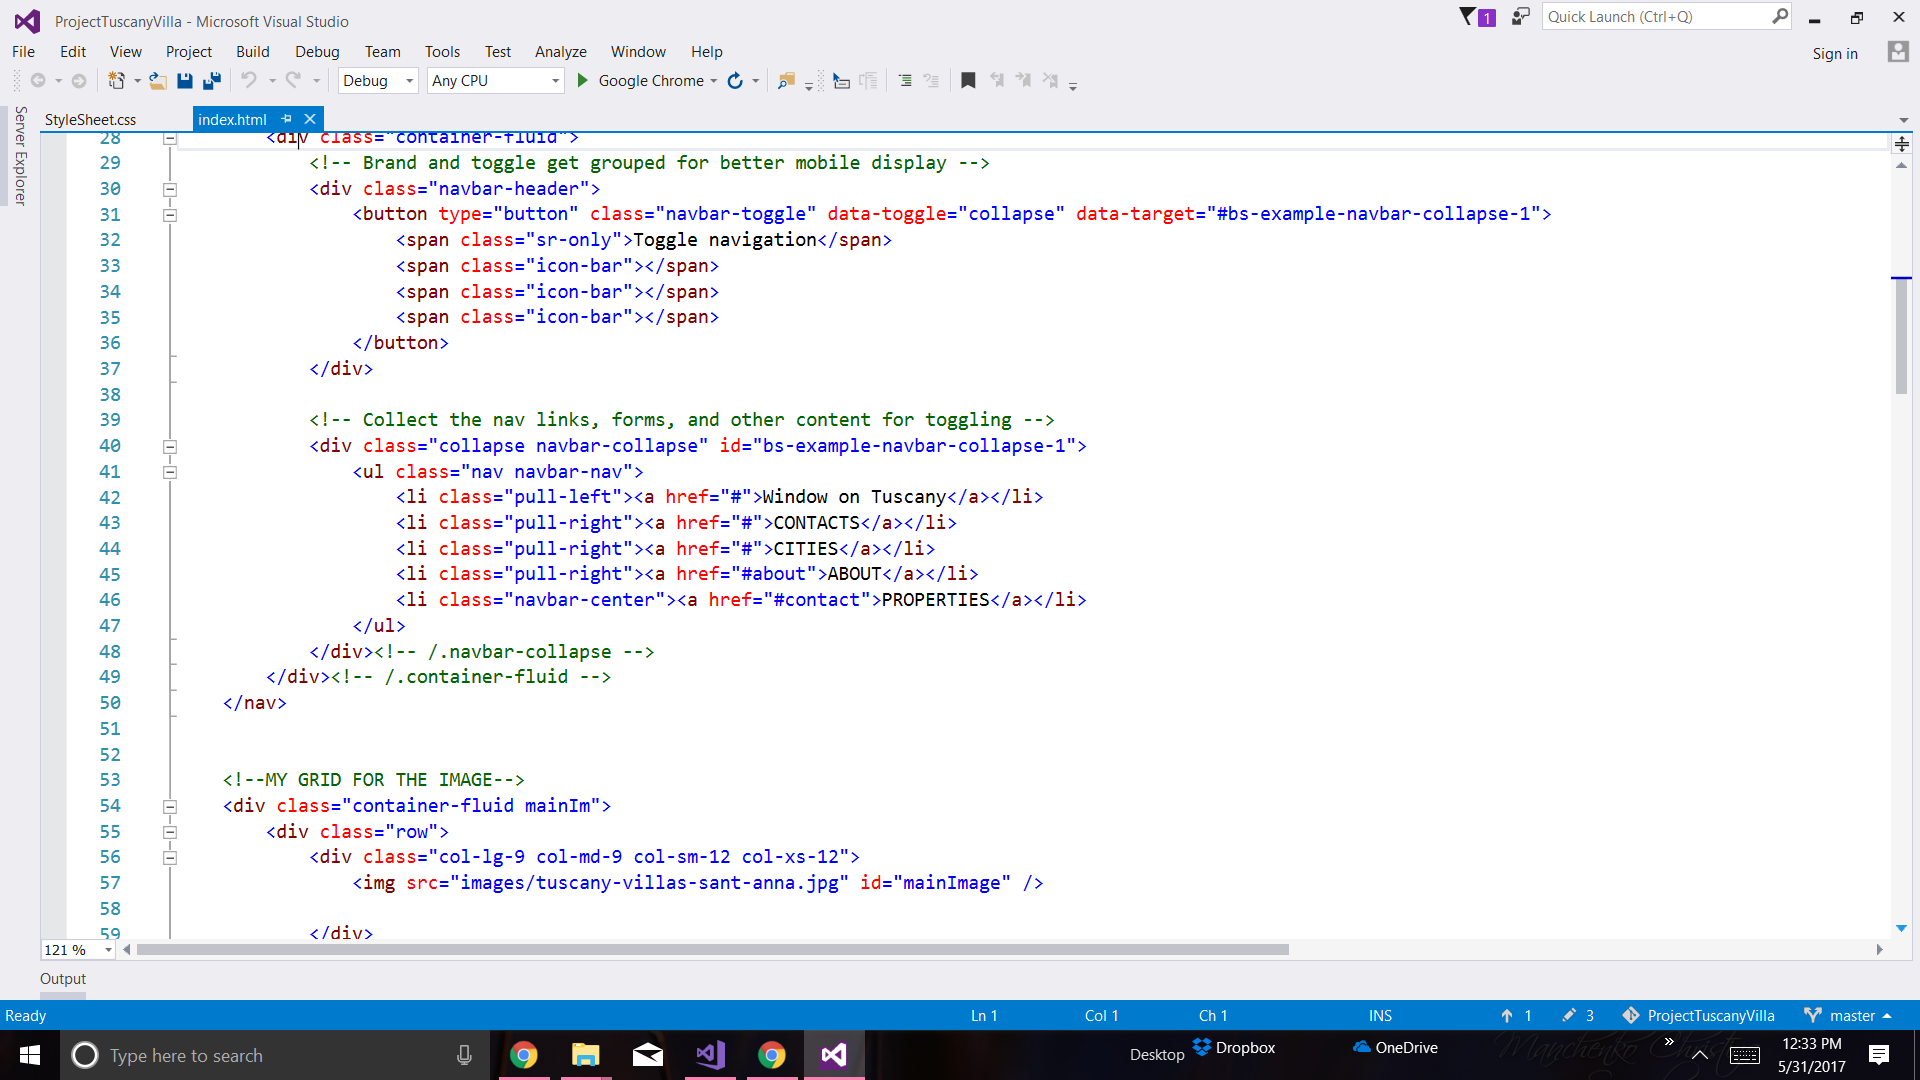 ProjectTuscanyVilla - Microsoft Visual Studio
1
Quick Launch (Ctrl+Q)
File Edit View Project Build Debug Team Tools Test Analyze Window Help
Sign in
Debug Any CPU Google Chrome
Server Explorer
StyleSheet.css index.html
28 <div class="container-fluid">
29 <!-- Brand and toggle get grouped for better mobile display -->
30 <div class="navbar-header">
31 <button type="button" class="navbar-toggle" data-toggle="collapse" data-target="#bs-example-navbar-collapse-1">
32 <span class="sr-only">Toggle navigation</span>
33 <span class="icon-bar"></span>
34 <span class="icon-bar"></span>
35 <span class="icon-bar"></span>
36 </button>
37 </div>
38
39 <!-- Collect the nav links, forms, and other content for toggling -->
40 <div class="collapse navbar-collapse" id="bs-example-navbar-collapse-1">
41 <ul class="nav navbar-nav">
42 <li class="pull-left"><a href="#">Window on Tuscany</a></li>
43 <li class="pull-right"><a href="#">CONTACTS</a></li>
44 <li class="pull-right"><a href="#">CITIES</a></li>
45 <li class="pull-right"><a href="#about">ABOUT</a></li>
46 <li class="navbar-center"><a href="#contact">PROPERTIES</a></li>
47 </ul>
48 </div><!-- /.navbar-collapse -->
49 </div><!-- /.container-fluid -->
50 </nav>
51
52
53 <!--MY GRID FOR THE IMAGE-->
54 <div class="container-fluid mainIm">
55 <div class="row">
56 <div class="col-lg-9 col-md-9 col-sm-12 col-xs-12">
57 <img src="images/tuscany-villas-sant-anna.jpg" id="mainImage" />
58
59 </div>
121 %
Output
Ready Ln 1 Col 1 Ch 1 INS 1 3 ProjectTuscanyVilla master
Type here to search
Desktop Dropbox OneDrive
Manchenko
12:33 PM
5/31/2017